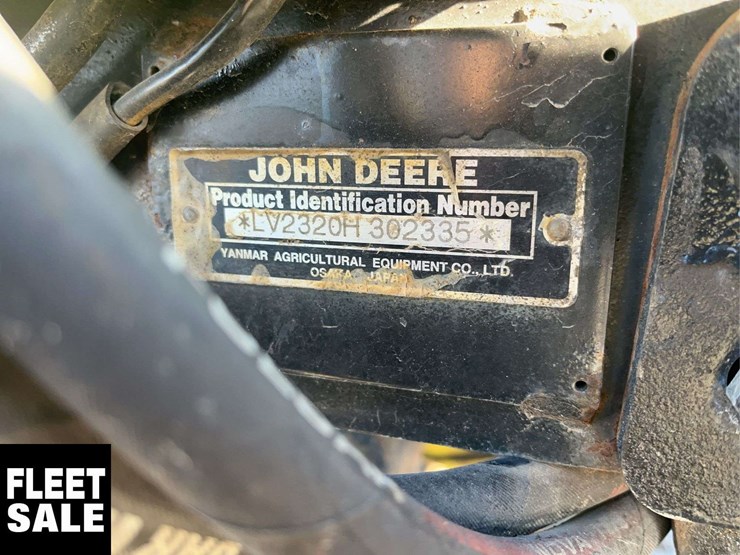 JOHN DEERE
Product Identification Number
*LV2320H 302335*
YANMAR AGRICULTURAL EQUIPMENT CO., LTD.
OSAKA JAPAN
FLEET
SALE